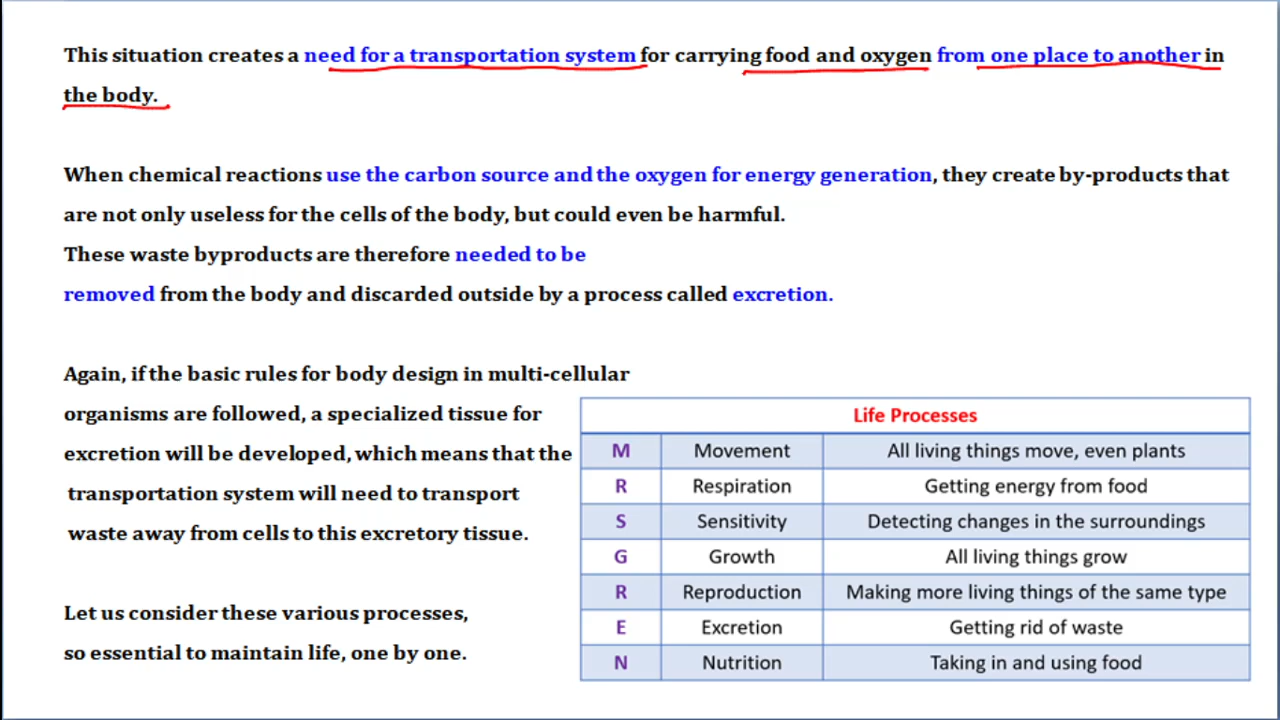 This situation creates a need for a transportation system for carrying food and oxygen from one place to another in
the body.
When chemical reactions use the carbon source and the oxygen for energy generation, they create by-products that
are not only useless for the cells of the body, but could even be harmful.
These waste byproducts are therefore needed to be
removed from the body and discarded outside by a process called excretion.
Again, if the basic rules for body design in multi-cellular
organisms are followed, a specialized tissue for
excretion will be developed, which means that the
transportation system will need to transport
waste away from cells to this excretory tissue.
Let us consider these various processes,
so essential to maintain life, one by one.
Life Processes
M Movement All living things move, even plants
R Respiration Getting energy from food
S Sensitivity Detecting changes in the surroundings
G Growth All living things grow
R Reproduction Making more living things of the same type
E Excretion Getting rid of waste
N Nutrition Taking in and using food